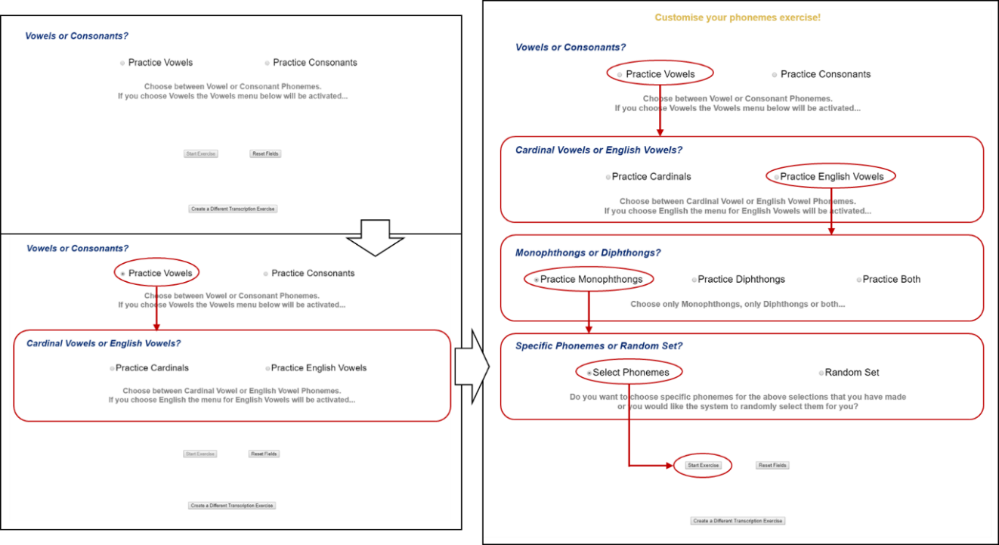 Vowels or Consonants?
Practice Vowels Practice Consonants
Choose between Vowel or Consonant Phonemes.
If you choose Vowels the Vowels menu below will be activated...
Start Exercise Reset Fields
Create a Different Transcription Exercise
Vowels or Consonants?
Practice Vowels Practice Consonants
Choose between Vowel or Consonant Phonemes.
If you choose Vowels the Vowels menu below will be activated...
Cardinal Vowels or English Vowels?
Practice Cardinals Practice English Vowels
Choose between Cardinal Vowel or English Vowel Phonemes.
If you choose English the menu for English Vowels will be activated...
Start Exercise Reset Fields
Create a Different Transcription Exercise
Customise your phonemes exercise!
Vowels or Consonants?
Practice Vowels Practice Consonants
Choose between Vowel or Consonant Phonemes.
If you choose Vowels the Vowels menu below will be activated...
Cardinal Vowels or English Vowels?
Practice Cardinals Practice English Vowels
Choose between Cardinal Vowel or English Vowel Phonemes.
If you choose English the menu for English Vowels will be activated...
Monophthongs or Diphthongs?
Practice Monophthongs Practice Diphthongs Practice Both
Choose only Monophthongs, only Diphthongs or both...
Specific Phonemes or Random Set?
Select Phonemes Random Set
Do you want to choose specific phonemes for the above selections that you have made
or you would like the system to randomly select them for you?
Start Exercise Reset Fields
Create a Different Transcription Exercise